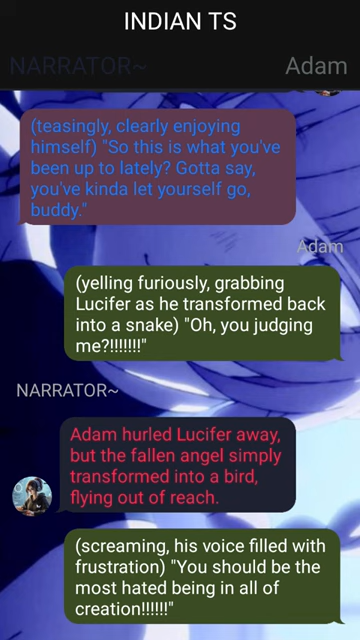 INDIAN TS
NARRATOR~
Adam
(teasingly, clearly enjoying
himself) "So this is what you've
been up to lately? Gotta say,
you've kinda let yourself go,
buddy."
Adam
(yelling furiously, grabbing
Lucifer as he transformed back
into a snake) "Oh, you judging
me?!!!!!!!"
NARRATOR~
Adam hurled Lucifer away,
but the fallen angel simply
transformed into a bird,
flying out of reach.
(screaming, his voice filled with
frustration) "You should be the
most hated being in all of
creation!!!!!!"